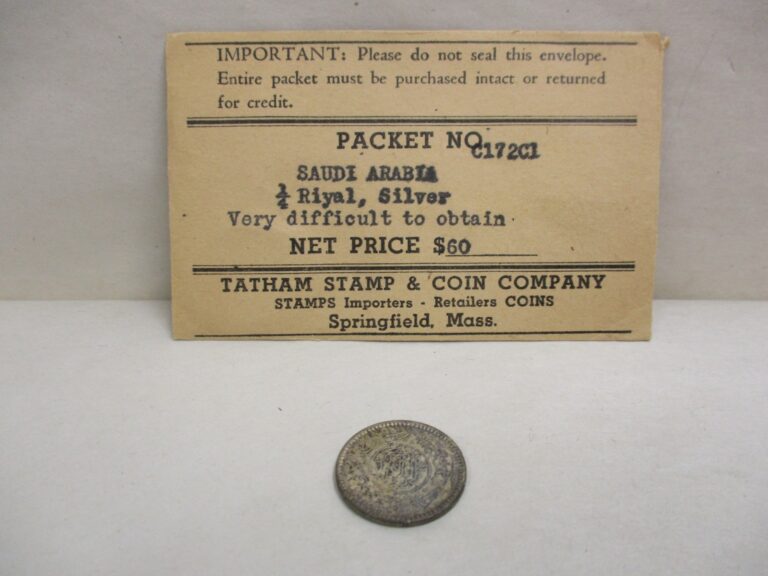 IMPORTANT: Please do not seal this envelope.
Entire packet must be purchased intact or returned
for credit.
PACKET NO. C172C1
SAUDI ARABIA
¼ Riyal, Silver
Very difficult to obtain
NET PRICE $60
TATHAM STAMP & COIN COMPANY
STAMPS Importers - Retailers COINS
Springfield, Mass.